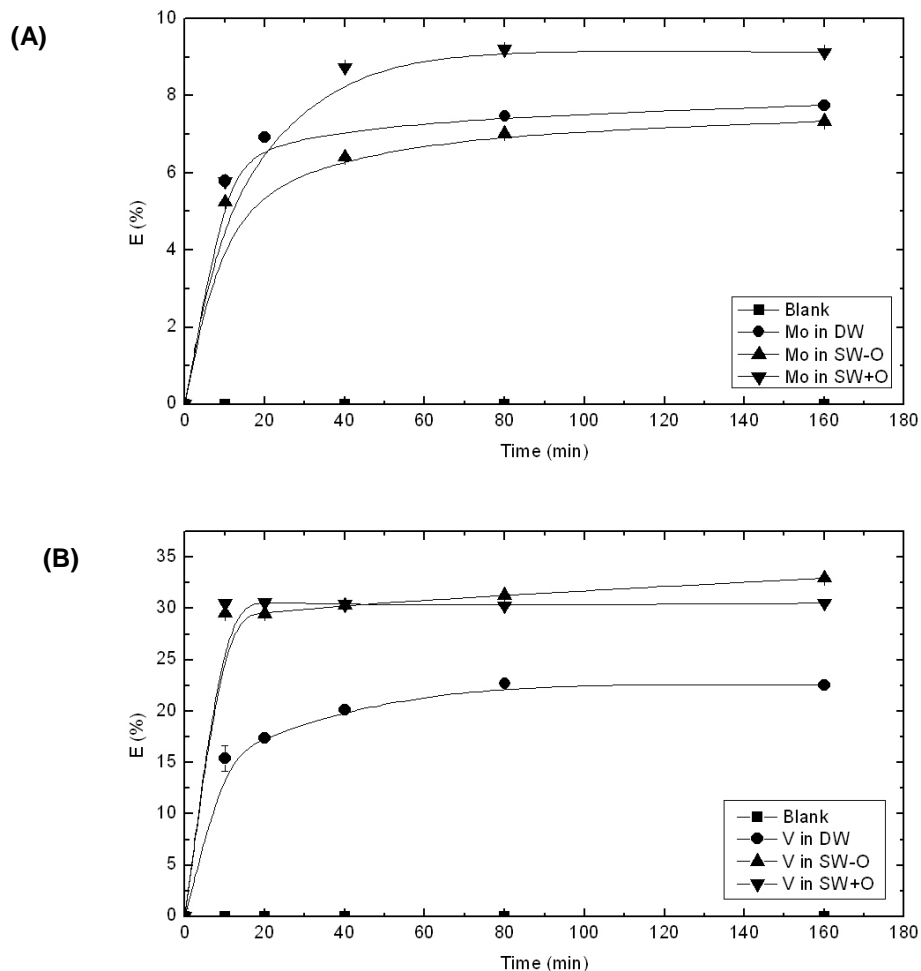 (A)
10
8
6
4
2
0
E (%)
0 20 40 60 80 100 120 140 160 180
Time (min)
Blank
Mo in DW
Mo in SW-O
Mo in SW+O
(B)
35
30
25
20
15
10
5
0
E (%)
0 20 40 60 80 100 120 140 160 180
Time (min)
Blank
V in DW
V in SW-O
V in SW+O